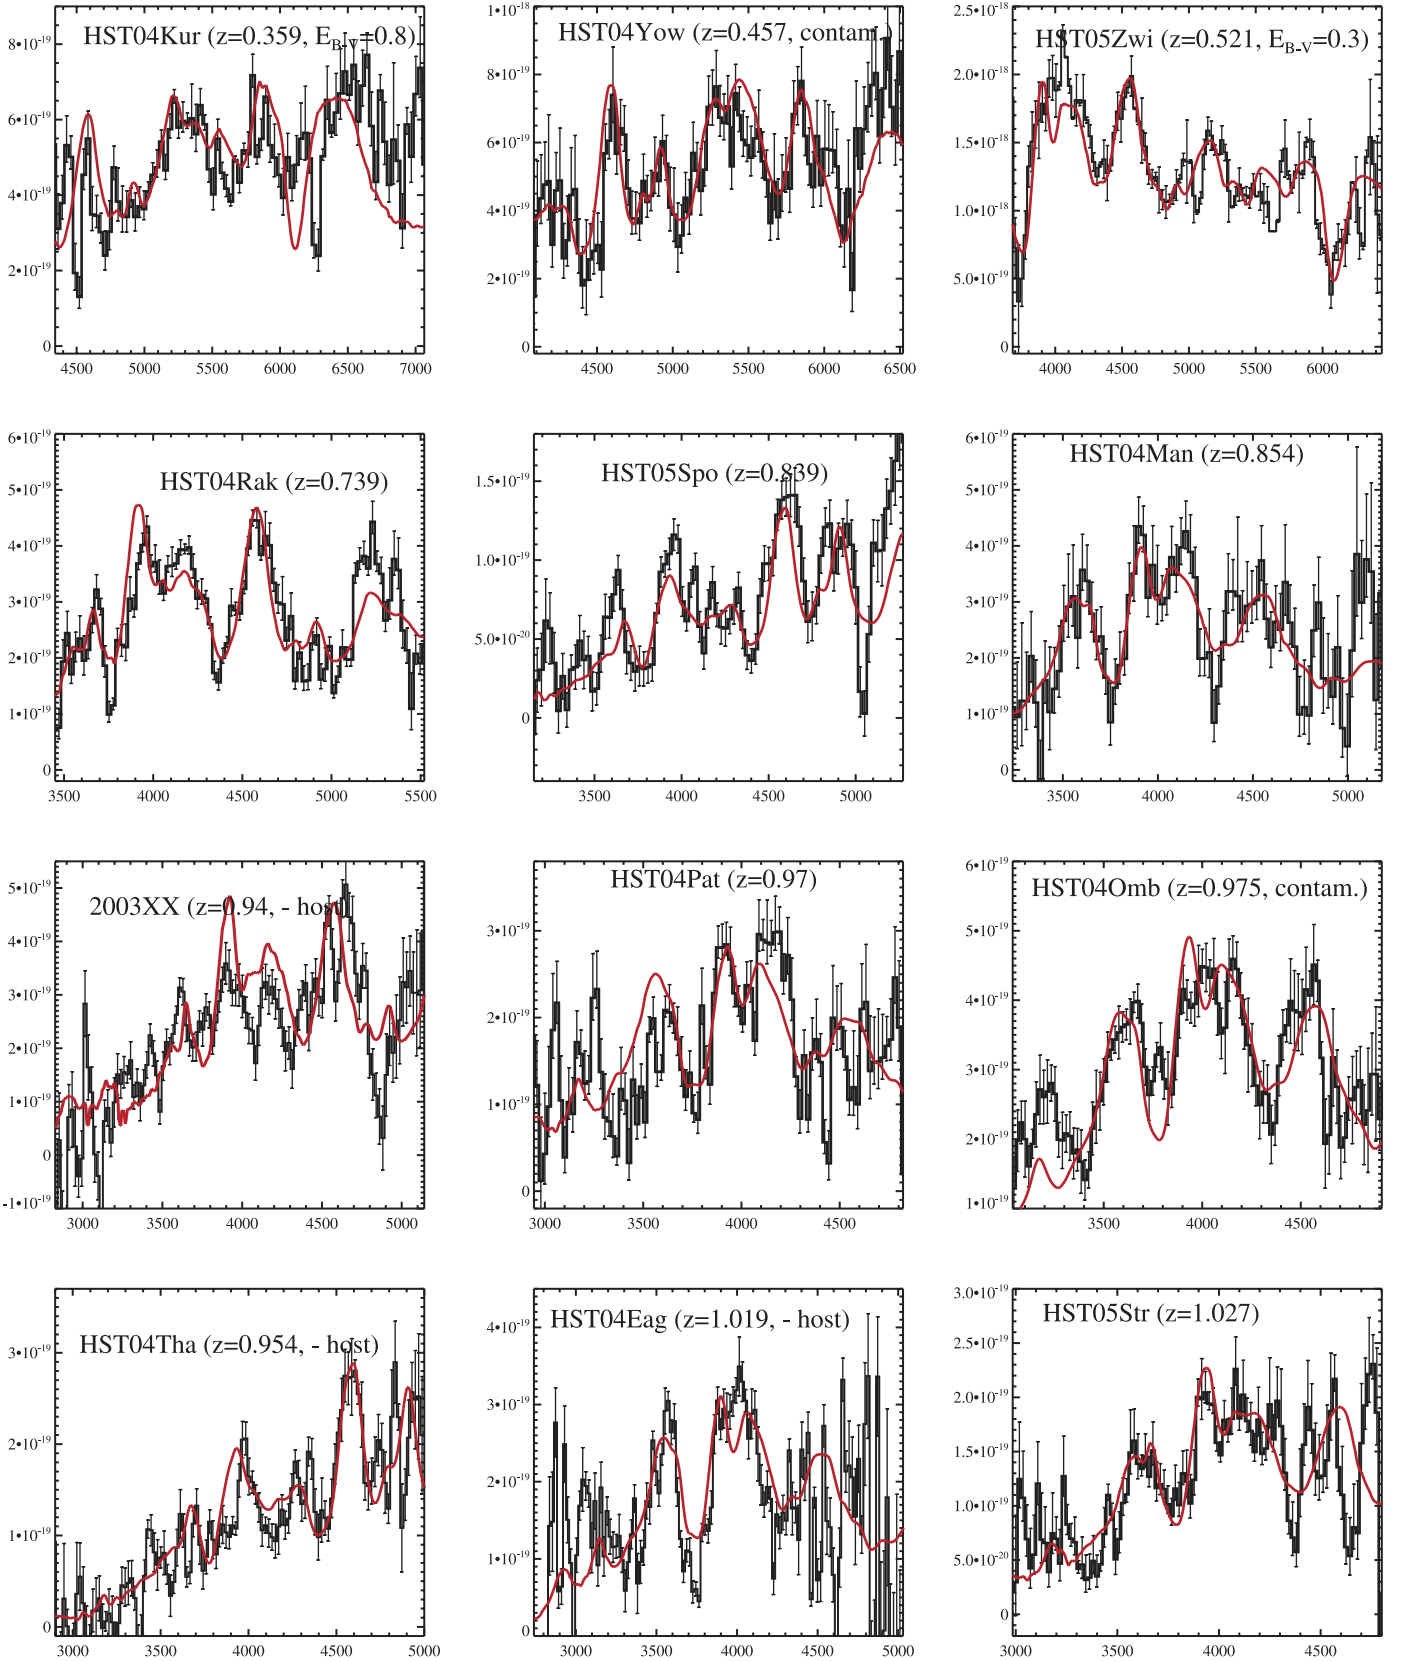 HST04Kur (z=0.359, E_B-V=0.8)
8•10⁻¹⁹
6•10⁻¹⁹
4•10⁻¹⁹
2•10⁻¹⁹
0
4500 5000 5500 6000 6500 7000
HST04Yow (z=0.457, contam.)
1•10⁻¹⁸
8•10⁻¹⁹
6•10⁻¹⁹
4•10⁻¹⁹
2•10⁻¹⁹
0
4500 5000 5500 6000 6500
HST05Zwi (z=0.521, E_B-V=0.3)
2.5•10⁻¹⁸
2.0•10⁻¹⁸
1.5•10⁻¹⁸
1.0•10⁻¹⁸
5.0•10⁻¹⁹
0
4000 4500 5000 5500 6000
HST04Rak (z=0.739)
6•10⁻¹⁹
5•10⁻¹⁹
4•10⁻¹⁹
3•10⁻¹⁹
2•10⁻¹⁹
1•10⁻¹⁹
0
3500 4000 4500 5000 5500
HST05Spo (z=0.839)
1.5•10⁻¹⁹
1.0•10⁻¹⁹
5.0•10⁻²⁰
0
3500 4000 4500 5000
HST04Man (z=0.854)
6•10⁻¹⁹
5•10⁻¹⁹
4•10⁻¹⁹
3•10⁻¹⁹
2•10⁻¹⁹
1•10⁻¹⁹
0
3500 4000 4500 5000
2003XX (z=0.94, - host)
5•10⁻¹⁹
4•10⁻¹⁹
3•10⁻¹⁹
2•10⁻¹⁹
1•10⁻¹⁹
0
-1•10⁻¹⁹
3000 3500 4000 4500 5000
HST04Pat (z=0.97)
3•10⁻¹⁹
2•10⁻¹⁹
1•10⁻¹⁹
0
3000 3500 4000 4500
HST04Omb (z=0.975, contam.)
6•10⁻¹⁹
5•10⁻¹⁹
4•10⁻¹⁹
3•10⁻¹⁹
2•10⁻¹⁹
1•10⁻¹⁹
3500 4000 4500
HST04Tha (z=0.954, - host)
3•10⁻¹⁹
2•10⁻¹⁹
1•10⁻¹⁹
0
3000 3500 4000 4500 5000
HST04Eag (z=1.019, - host)
4•10⁻¹⁹
3•10⁻¹⁹
2•10⁻¹⁹
1•10⁻¹⁹
0
3000 3500 4000 4500 5000
HST05Str (z=1.027)
3.0•10⁻¹⁹
2.5•10⁻¹⁹
2.0•10⁻¹⁹
1.5•10⁻¹⁹
1.0•10⁻¹⁹
5.0•10⁻²⁰
0
3000 3500 4000 4500